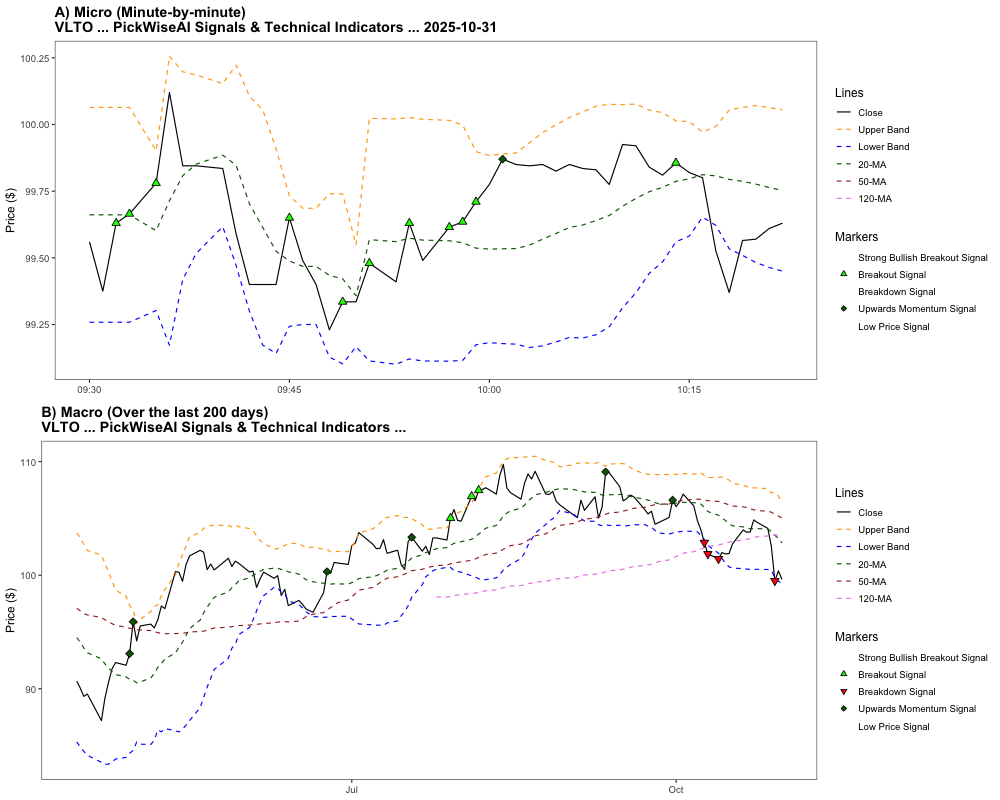 A) Micro (Minute-by-minute)
VLTO ... PickWiseAI Signals & Technical Indicators ... 2025-10-31
Price ($)
100.25
100.00
99.75
99.50
99.25
09:30
09:45
10:00
10:15
Lines
Close
Upper Band
Lower Band
20-MA
50-MA
120-MA
Markers
Strong Bullish Breakout Signal
Breakout Signal
Breakdown Signal
Upwards Momentum Signal
Low Price Signal
B) Macro (Over the last 200 days)
VLTO ... PickWiseAI Signals & Technical Indicators ...
Price ($)
110
100
90
Jul
Oct
Lines
Close
Upper Band
Lower Band
20-MA
50-MA
120-MA
Markers
Strong Bullish Breakout Signal
Breakout Signal
Breakdown Signal
Upwards Momentum Signal
Low Price Signal